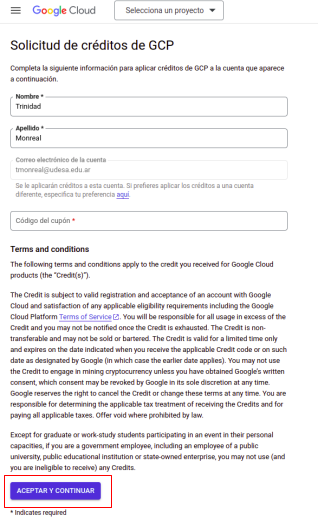 Google Cloud
Selecciona un proyecto
Solicitud de créditos de GCP
Completa la siguiente información para aplicar créditos de GCP a la cuenta que aparece
a continuación.
Nombre *
Trinidad
Apellido *
Monreal
Correo electrónico de la cuenta
tmonreal@udesa.edu.ar
Se le aplicarán créditos a esta cuenta. Si prefieres aplicar los créditos a una cuenta
diferente, especifica tu preferencia aquí.
Código del cupón *
Terms and conditions
The following terms and conditions apply to the credit you received for Google Cloud
products (the "Credit(s)").
The Credit is subject to valid registration and acceptance of an account with Google
Cloud and satisfaction of any applicable eligibility requirements including the Google
Cloud Platform Terms of Service. You will be responsible for all usage in excess of the
Credit and you may not be notified once the Credit is exhausted. The Credit is non-
transferable and may not be sold or bartered. The Credit is valid for a limited time only
and expires on the date indicated when you receive the applicable Credit code or on such
date as designated by Google (in which case the earlier date applies). You may not use
the Credit to engage in mining cryptocurrency unless you have obtained Google's written
consent, which consent may be revoked by Google in its sole discretion at any time.
Google reserves the right to cancel the Credit or change these terms at any time. You are
responsible for determining the applicable tax treatment of receiving the Credits and for
paying all applicable taxes. Offer void where prohibited by law.
Except for graduate or work-study students participating in an event in their personal
capacities, if you are a government employee, including an employee of a public
university, public educational institution or state-owned enterprise, you may not use (and
you are ineligible to receive) any Credits.
ACEPTAR Y CONTINUAR
* Indicates required